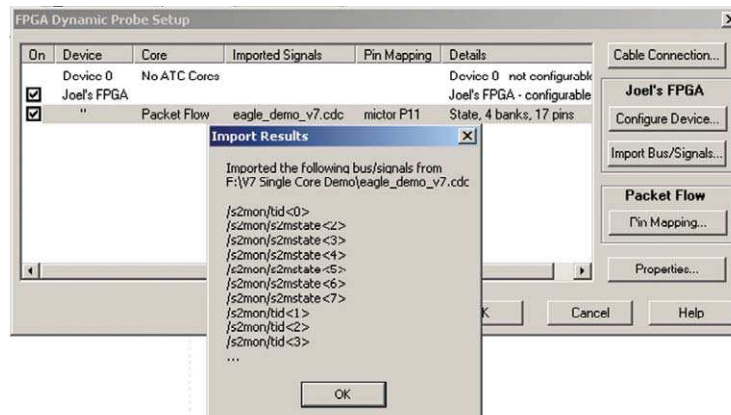 FPGA Dynamic Probe Setup
On Device Core Imported Signals Pin Mapping Details
Device 0 No ATC Cores Device 0 not configurabl
Joel's FPGA Joel's FPGA - configurable
" Packet Flow eagle_demo_v7.cdc mictor P11 State, 4 banks, 17 pins
Cable Connection...
Joel's FPGA
Configure Device...
Import Bus/Signals...
Packet Flow
Pin Mapping...
Properties...
K Cancel Help
Import Results
Imported the following bus/signals from
F:\V7 Single Core Demo\eagle_demo_v7.cdc
/s2mon/tid<0>
/s2mon/s2mstate<2>
/s2mon/s2mstate<3>
/s2mon/s2mstate<4>
/s2mon/s2mstate<5>
/s2mon/s2mstate<6>
/s2mon/s2mstate<7>
/s2mon/tid<1>
/s2mon/tid<2>
/s2mon/tid<3>
...
OK